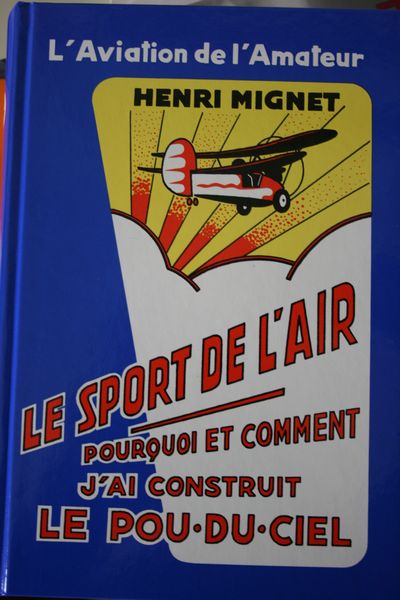 L'Aviation de l'Amateur
HENRI MIGNET
LE SPORT DE L'AIR
POURQUOI ET COMMENT
J'AI CONSTRUIT
LE POU·DU·CIEL